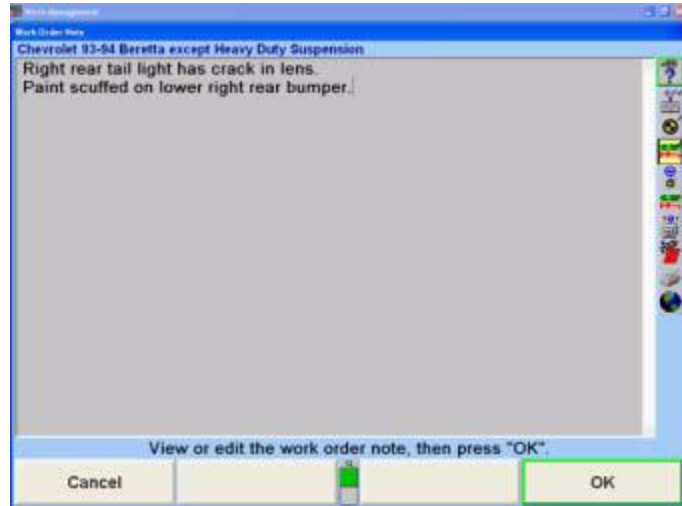 Work Management
Work Order Note
Chevrolet 93-94 Beretta except Heavy Duty Suspension
Right rear tail light has crack in lens.
Paint scuffed on lower right rear bumper.
View or edit the work order note, then press "OK".
Cancel
OK